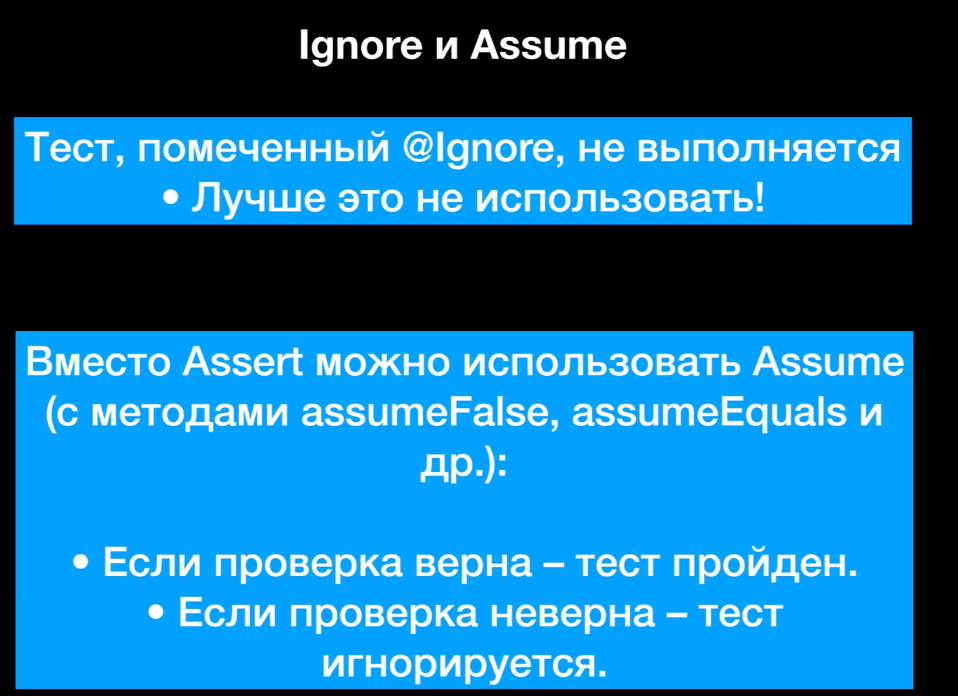 Ignore и Assume
Тест, помеченный @Ignore, не выполняется
• Лучше это не использовать!
Вместо Assert можно использовать Assume
(с методами assumeFalse, assumeEquals и
др.):
• Если проверка верна – тест пройден.
• Если проверка неверна – тест
игнорируется.